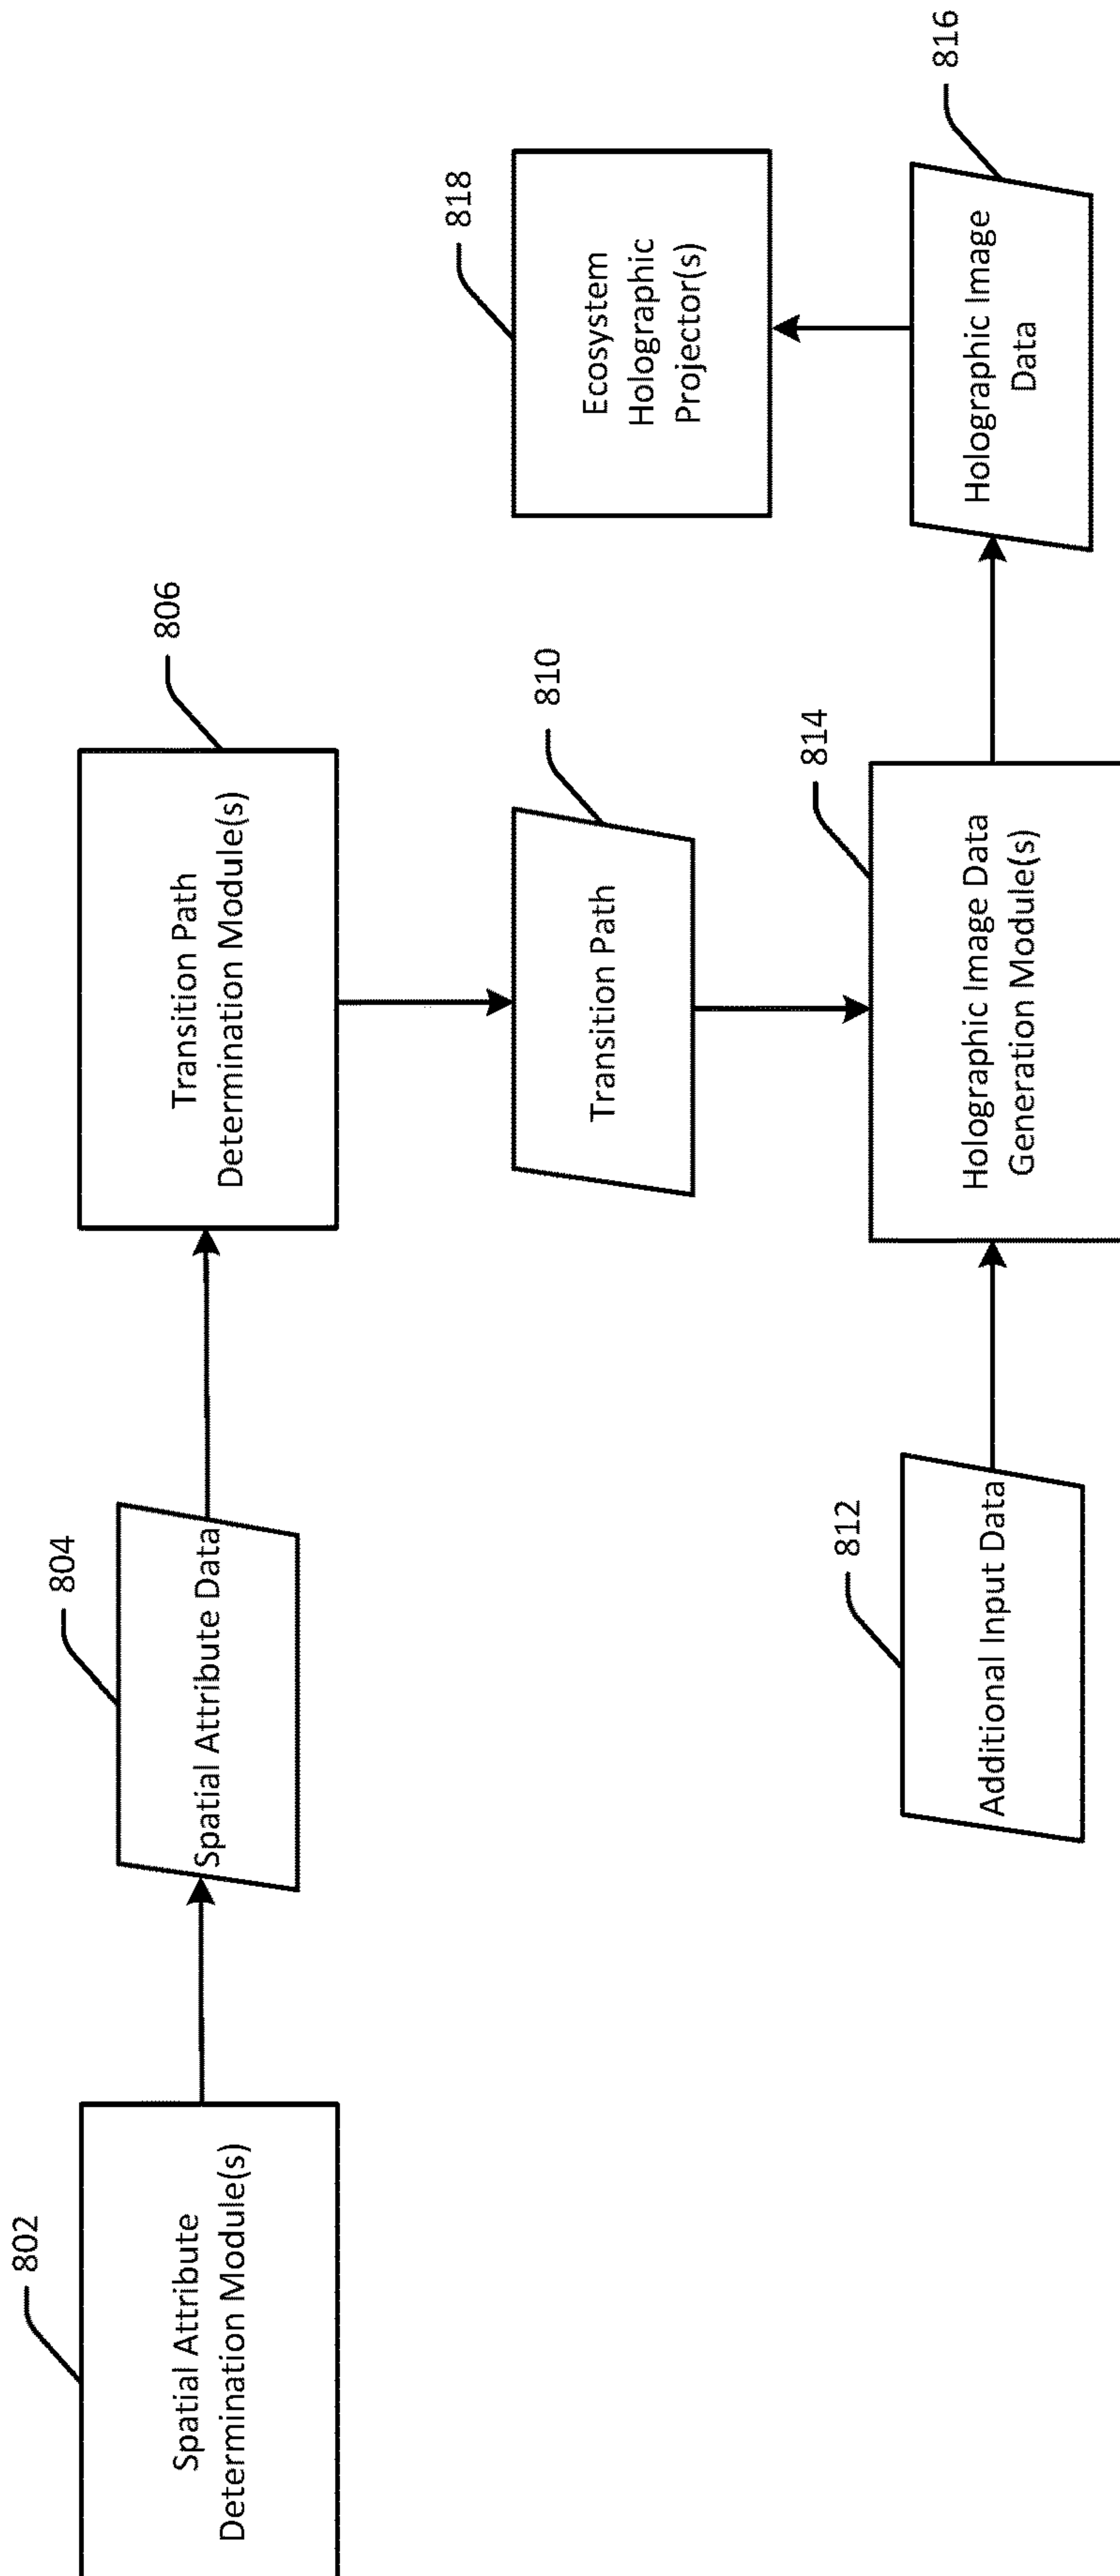 802
Spatial Attribute
Determination Module(s)
804
Spatial Attribute Data
806
Transition Path
Determination Module(s)
810
Transition Path
812
Additional Input Data
814
Holographic Image Data
Generation Module(s)
816
Holographic Image
Data
818
Ecosystem
Holographic
Projector(s)